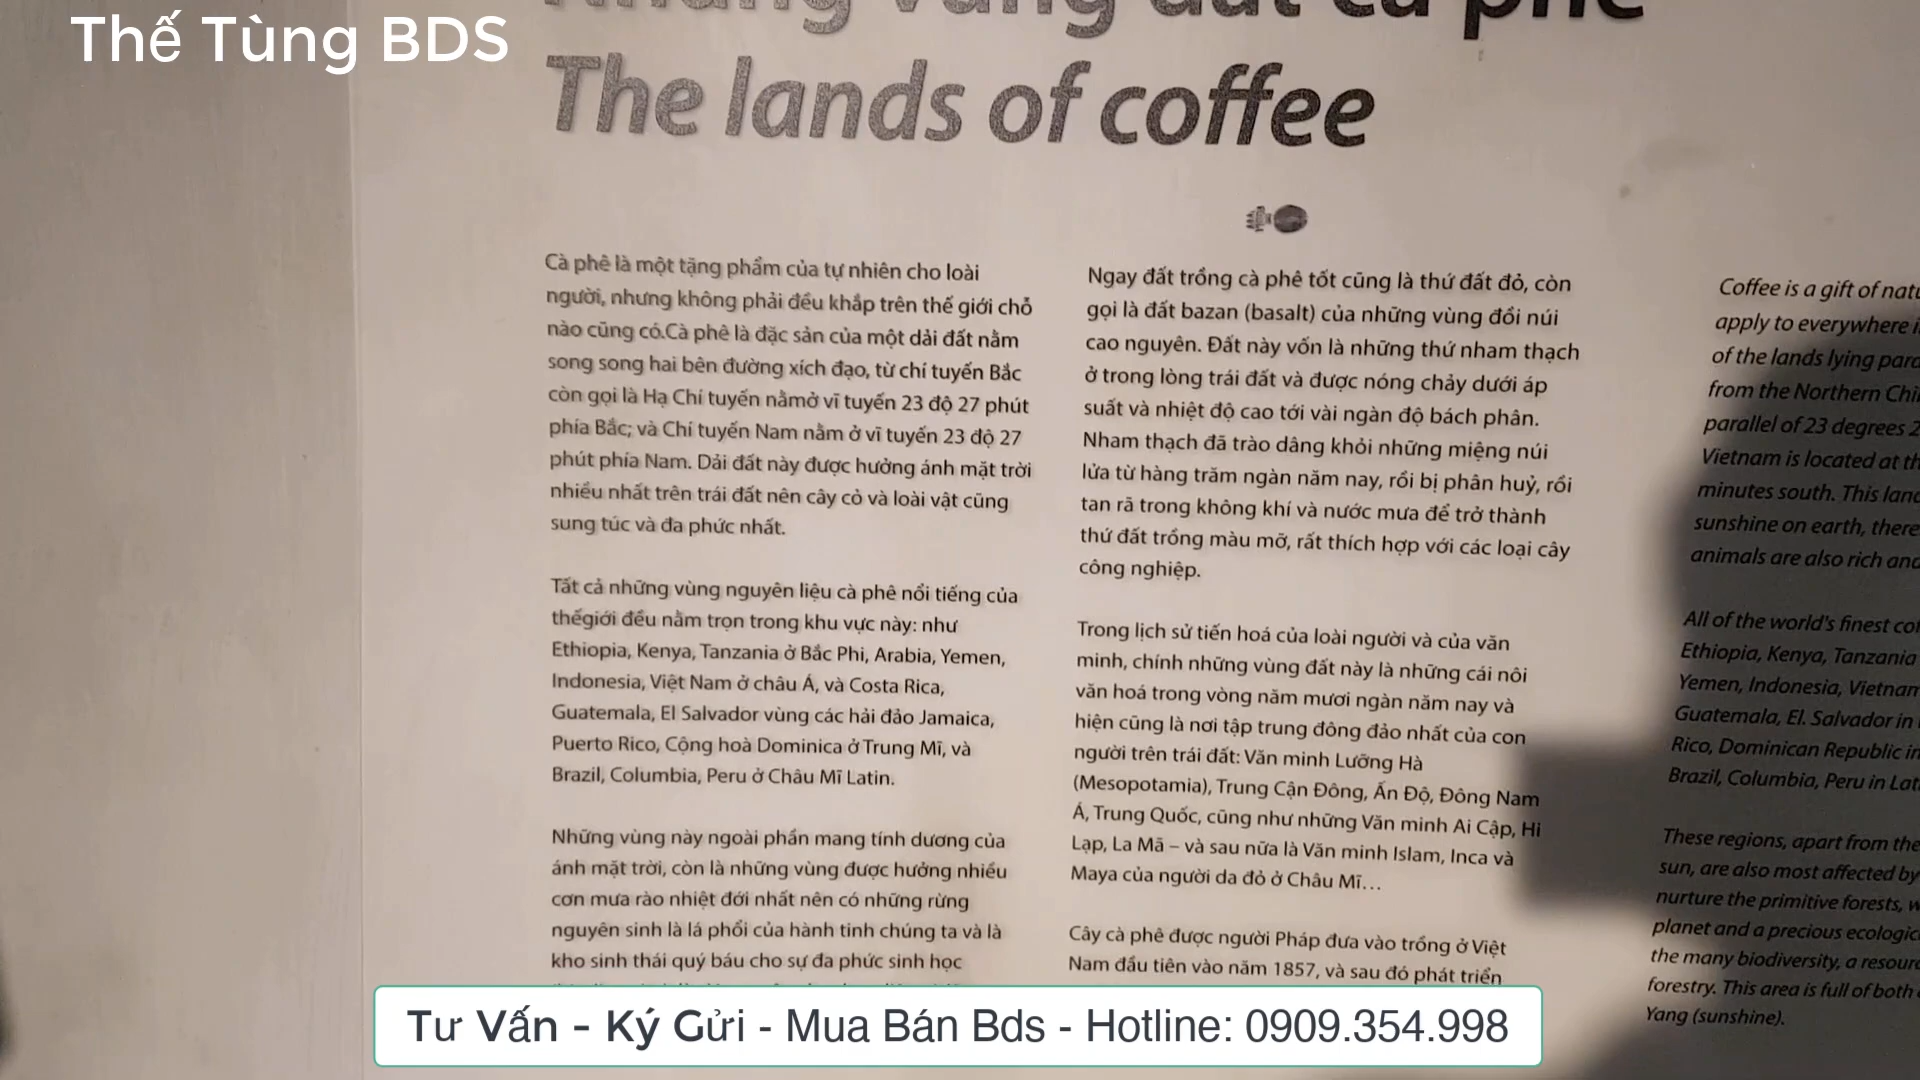 Thế Tùng BDS
Những vùng đất cà phê
The lands of coffee
Cà phê là một tặng phẩm của tự nhiên cho loài
người, nhưng không phải đều khắp trên thế giới chỗ
nào cũng có.Cà phê là đặc sản của một dải đất nằm
song song hai bên đường xích đạo, từ chí tuyến Bắc
còn gọi là Hạ Chí tuyến nằmở vĩ tuyến 23 độ 27 phút
phía Bắc; và Chí tuyến Nam nằm ở vĩ tuyến 23 độ 27
phút phía Nam. Dải đất này được hưởng ánh mặt trời
nhiều nhất trên trái đất nên cây cỏ và loài vật cũng
sung túc và đa phức nhất.
Tất cả những vùng nguyên liệu cà phê nổi tiếng của
thếgiới đều nằm trọn trong khu vực này: như
Ethiopia, Kenya, Tanzania ở Bắc Phi, Arabia, Yemen,
Indonesia, Việt Nam ở châu Á, và Costa Rica,
Guatemala, El Salvador vùng các hải đảo Jamaica,
Puerto Rico, Cộng hoà Dominica ở Trung Mĩ, và
Brazil, Columbia, Peru ở Châu Mĩ Latin.
Những vùng này ngoài phần mang tính dương của
ánh mặt trời, còn là những vùng được hưởng nhiều
cơn mưa rào nhiệt đới nhất nên có những rừng
nguyên sinh là lá phổi của hành tinh chúng ta và là
kho sinh thái quý báu cho sự đa phức sinh học
Ngay đất trồng cà phê tốt cũng là thứ đất đỏ, còn
gọi là đất bazan (basalt) của những vùng đồi núi
cao nguyên. Đất này vốn là những thứ nham thạch
ở trong lòng trái đất và được nóng chảy dưới áp
suất và nhiệt độ cao tới vài ngàn độ bách phân.
Nham thạch đã trào dâng khỏi những miệng núi
lửa từ hàng trăm ngàn năm nay, rồi bị phân huỷ, rồi
tan rã trong không khí và nước mưa để trở thành
thứ đất trồng màu mỡ, rất thích hợp với các loại cây
công nghiệp.
Trong lịch sử tiến hoá của loài người và của văn
minh, chính những vùng đất này là những cái nôi
văn hoá trong vòng năm mươi ngàn năm nay và
hiện cũng là nơi tập trung đông đảo nhất của con
người trên trái đất: Văn minh Lưỡng Hà
(Mesopotamia), Trung Cận Đông, Ấn Độ, Đông Nam
Á, Trung Quốc, cũng như những Văn minh Ai Cập, Hi
Lạp, La Mã – và sau nữa là Văn minh Islam, Inca và
Maya của người da đỏ ở Châu Mĩ…
Cây cà phê được người Pháp đưa vào trồng ở Việt
Nam đầu tiên vào năm 1857, và sau đó phát triển
Coffee is a gift of
apply to everywhere
of the lands lying
from the Northern
parallel of 23 degrees
Vietnam is located at
minutes south. This
sunshine on earth,
animals are also rich
All of the world's finest
Ethiopia, Kenya, Tanzania
Yemen, Indonesia, Vietnam
Guatemala, El. Salvador in
Rico, Dominican Republic
Brazil, Columbia, Peru in
These regions, apart from the
sun, are also most affected by
nurture the primitive forests,
planet and a precious
the many biodiversity, a
forestry. This area is full of both
Yang (sunshine).
Tư Vấn - Ký Gửi - Mua Bán Bds - Hotline: 0909.354.998